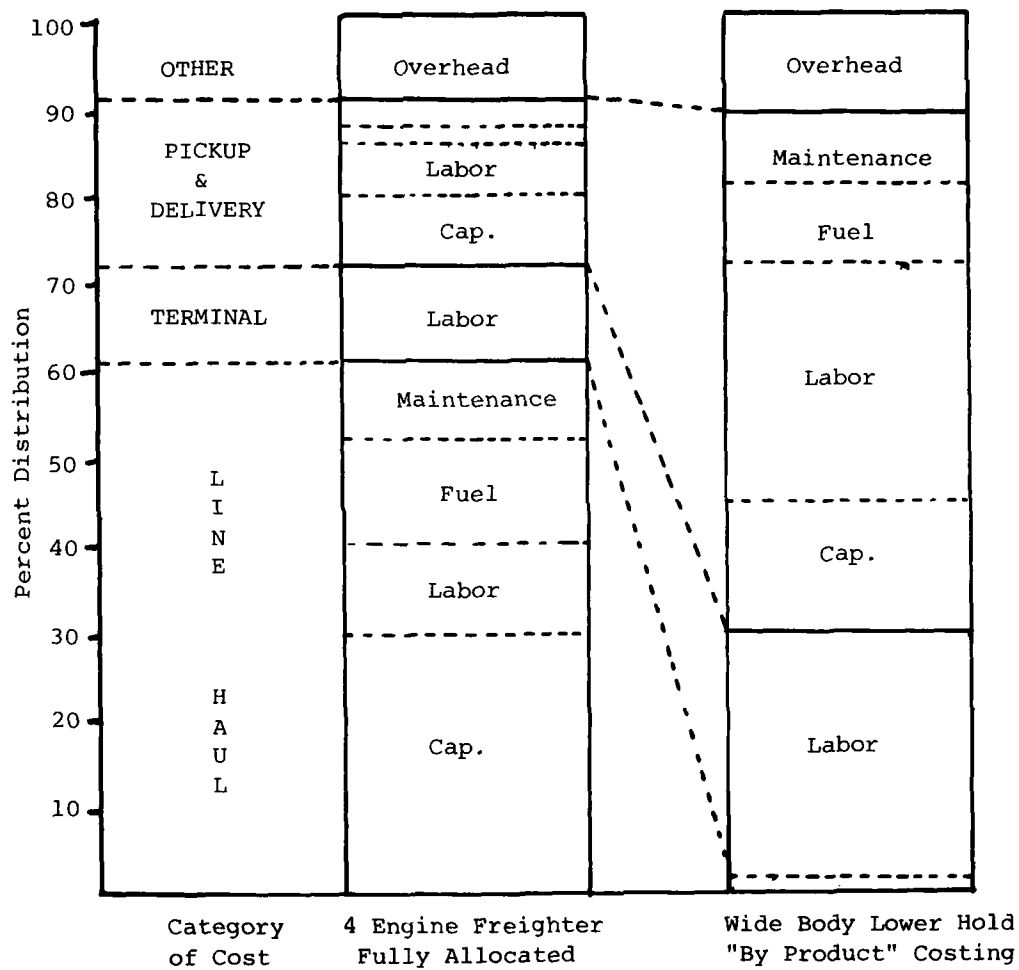 Percent Distribution
100
90
80
70
60
50
40
30
20
10
OTHER
PICKUP
&
DELIVERY
TERMINAL
LINE
HAUL
Overhead
Labor
Cap.
Labor
Maintenance
Fuel
Labor
Cap.
Overhead
Maintenance
Fuel
Labor
Cap.
Labor
Category
of Cost
4 Engine Freighter
Fully Allocated
Wide Body Lower Hold
"By Product" Costing